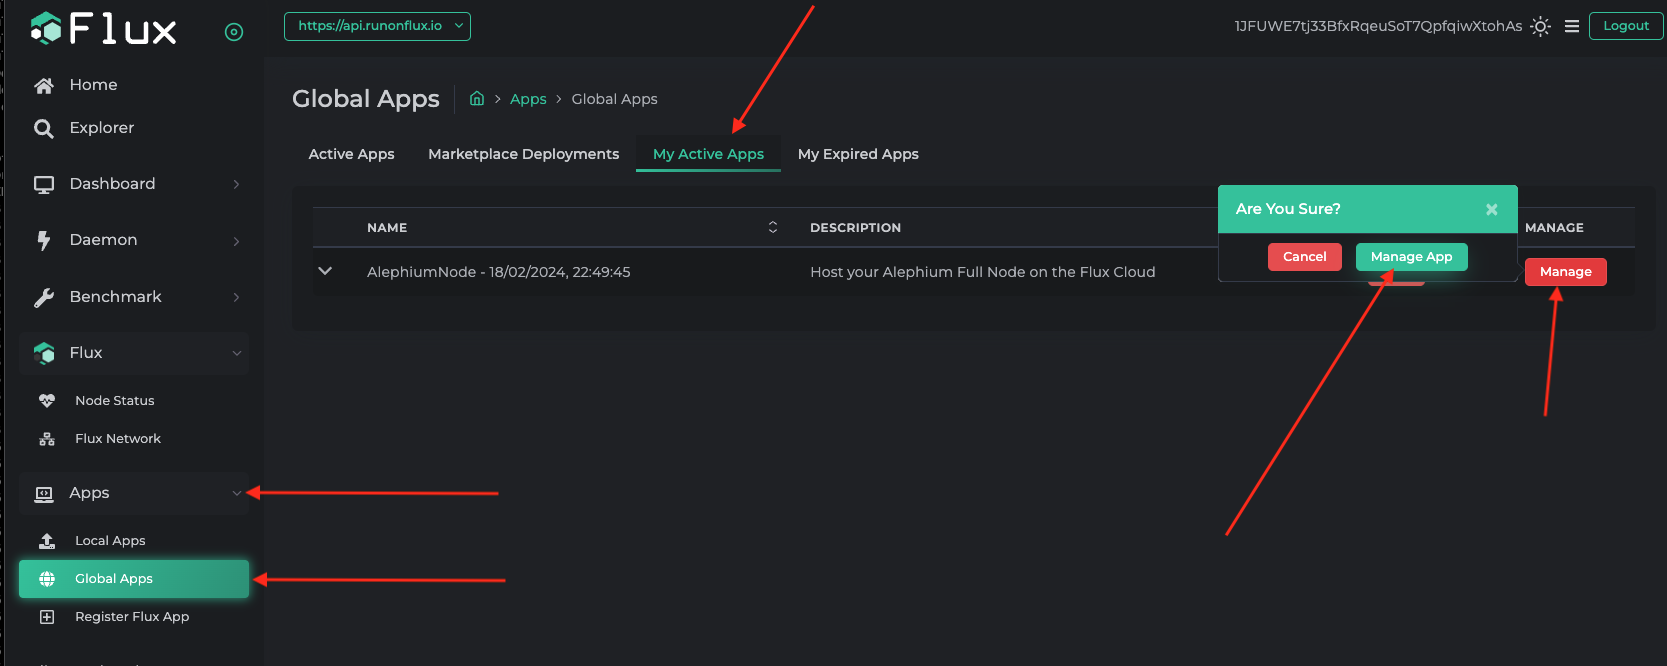 Flux
https://api.runonflux.io
1JFUWE7tj33BfxRqeuSoT7QpfqiwXtohAs
Logout
Home
Explorer
Dashboard
Daemon
Benchmark
Flux
Node Status
Flux Network
Apps
Local Apps
Global Apps
Register Flux App
Global Apps
Apps > Global Apps
Active Apps
Marketplace Deployments
My Active Apps
My Expired Apps
NAME
DESCRIPTION
MANAGE
AlephiumNode - 18/02/2024, 22:49:45
Host your Alephium Full Node on the Flux Cloud
Manage
Are You Sure?
×
Cancel
Manage App